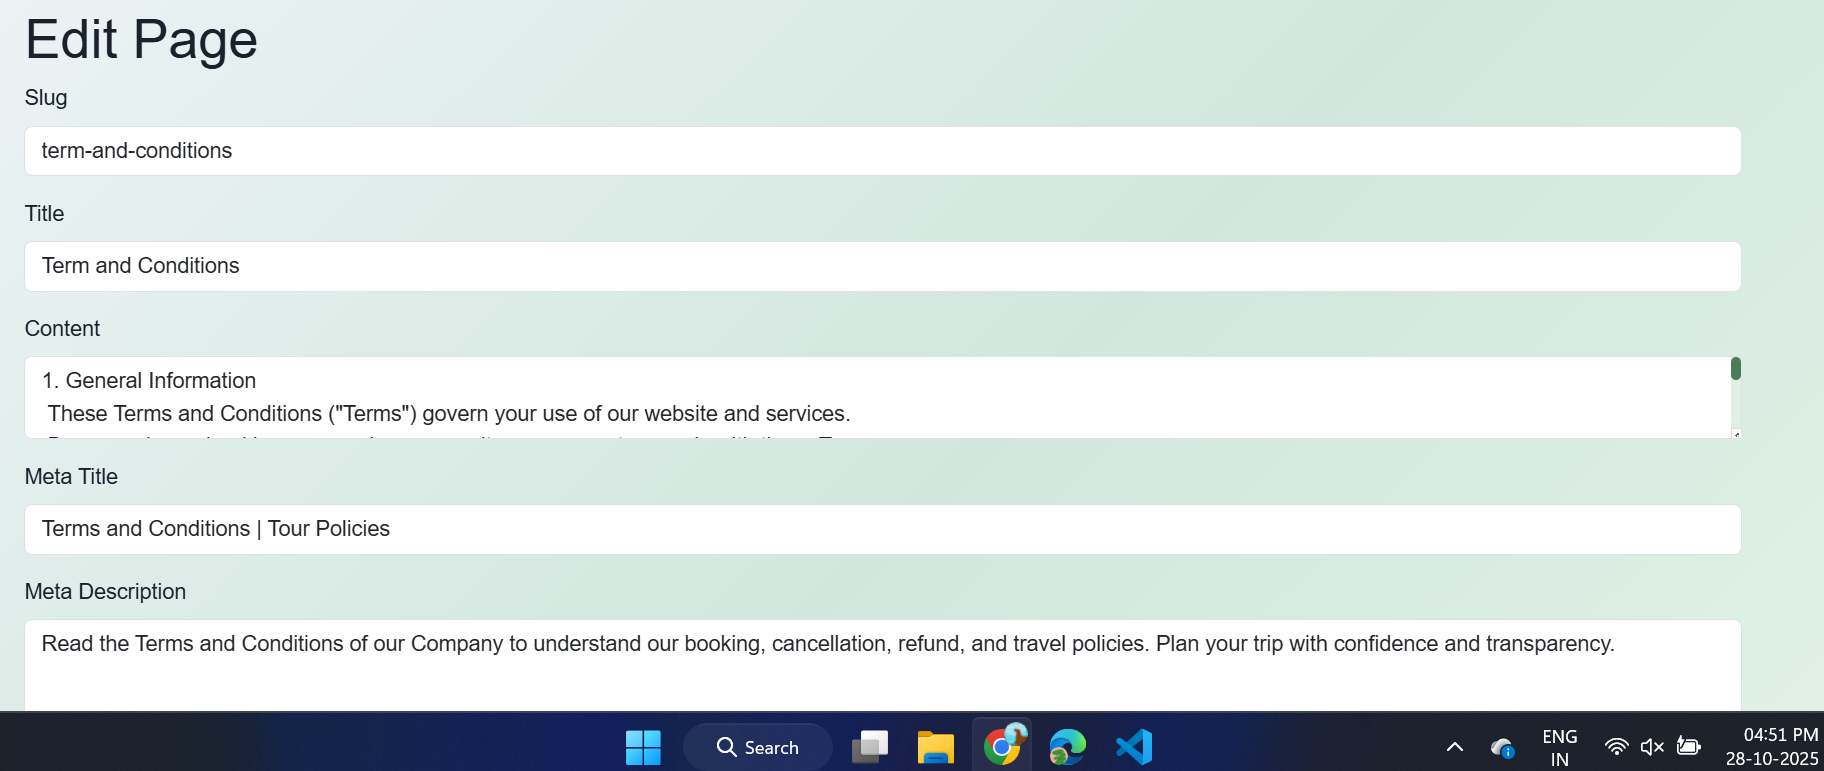 Edit Page
Slug
term-and-conditions
Title
Term and Conditions
Content
1. General Information
These Terms and Conditions ("Terms") govern your use of our website and services.
Meta Title
Terms and Conditions | Tour Policies
Meta Description
Read the Terms and Conditions of our Company to understand our booking, cancellation, refund, and travel policies. Plan your trip with confidence and transparency.
Search
ENG
IN
04:51 PM
28-10-2025